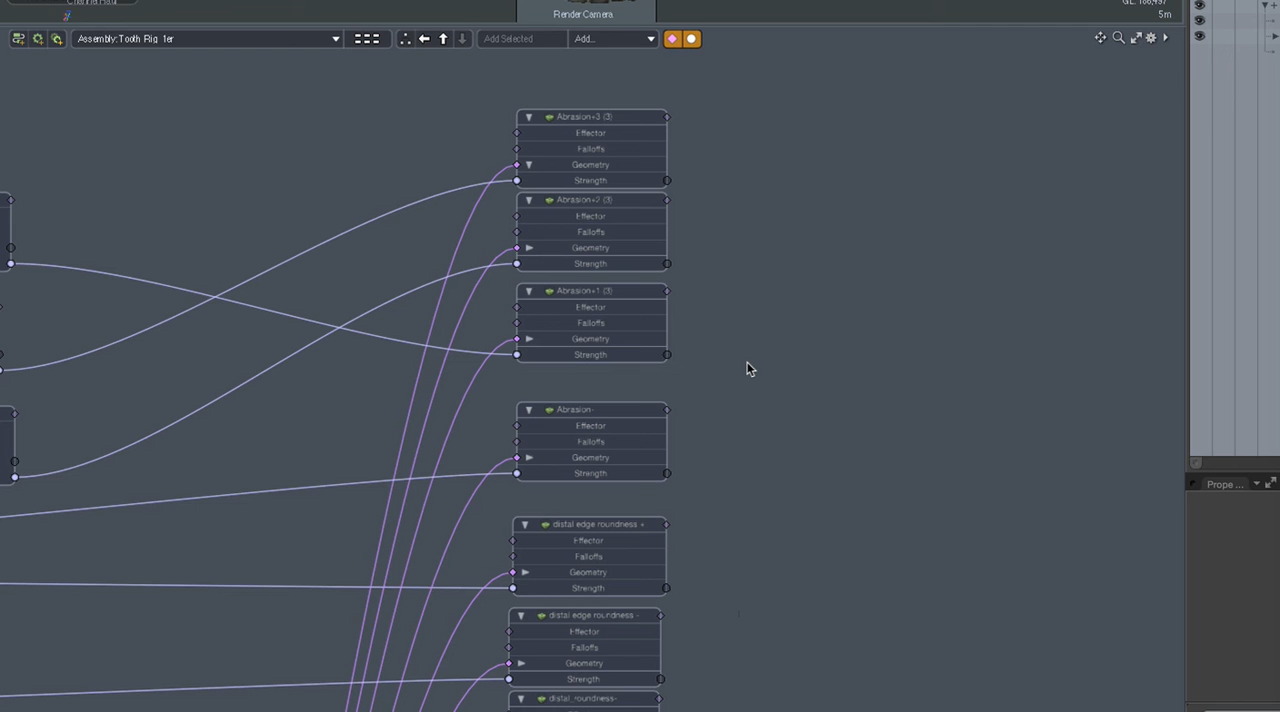 RenderCamera
5m
Assembly: Tooth Rig 1er
Add Selected
Add...
Abrasion+3 (3)
Effector
Falloffs
Geometry
Strength
Abrasion+2 (3)
Effector
Falloffs
Geometry
Strength
Abrasion+1 (3)
Effector
Falloffs
Geometry
Strength
Abrasion-
Effector
Falloffs
Geometry
Strength
Prope ...
distal edge roundness +
Effector
Falloffs
Geometry
Strength
distal edge roundness -
Effector
Falloffs
Geometry
Strength
distal_roundness-